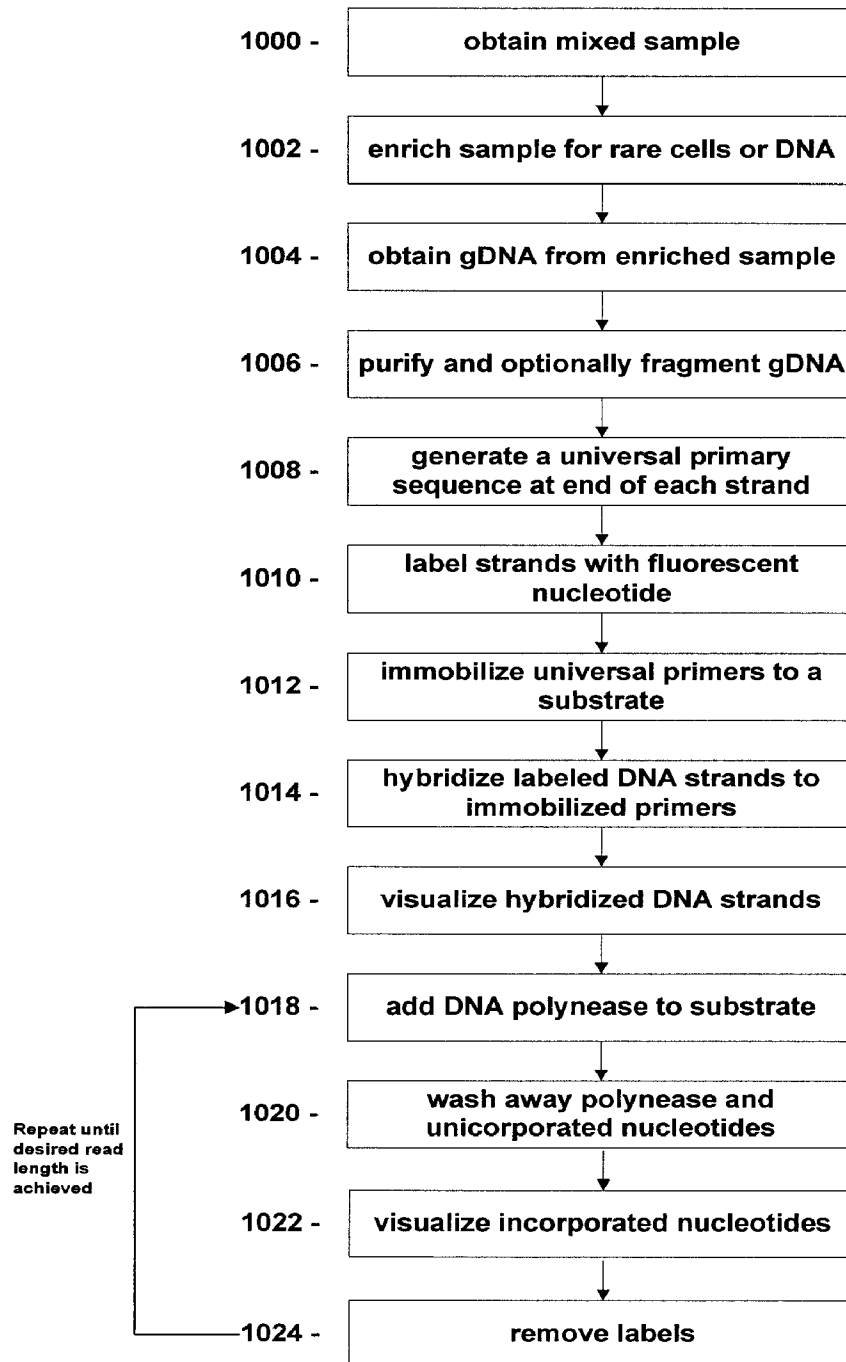 1000 - obtain mixed sample
1002 - enrich sample for rare cells or DNA
1004 - obtain gDNA from enriched sample
1006 - purify and optionally fragment gDNA
1008 - generate a universal primary
sequence at end of each strand
1010 - label strands with fluorescent
nucleotide
1012 - immobilize universal primers to a
substrate
1014 - hybridize labeled DNA strands to
immobilized primers
1016 - visualize hybridized DNA strands
1018 - add DNA polynease to substrate
1020 - wash away polynease and
unicorporated nucleotides
Repeat until
desired read
length is
achieved
1022 - visualize incorporated nucleotides
1024 - remove labels